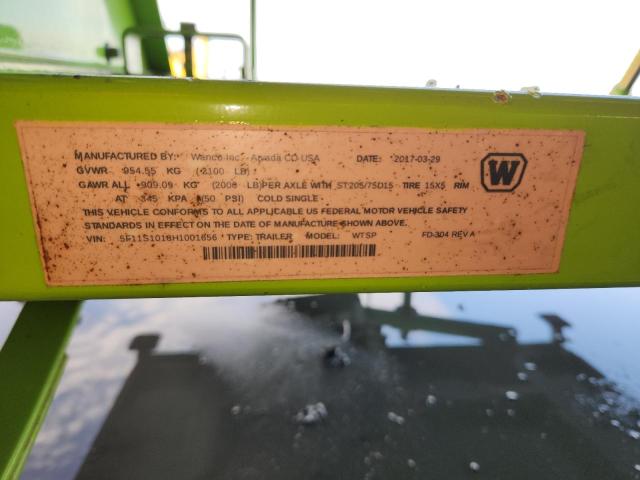 MANUFACTURED BY: Wanco Inc. - Arvada CO USA DATE: 2017-03-29
GVWR 954.55 KG (2100 LB)
GAWR ALL 909.09 KG (2000 LB) PER AXLE WITH ST205/75D15 TIRE 15X5 RIM
AT 345 KPA (50 PSI) COLD SINGLE
THIS VEHICLE CONFORMS TO ALL APPLICABLE US FEDERAL MOTOR VEHICLE SAFETY
STANDARDS IN EFFECT ON THE DATE OF MANUFACTURE SHOWN ABOVE.
VIN: 5F11S1018H1001656 TYPE: TRAILER MODEL: WTSP FD-304 REV A
W